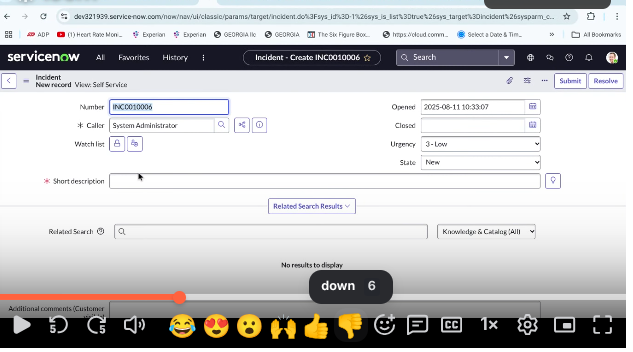 dev321939.service-now.com/now/nav/ui/classic/params/target/incident.do%3Fsys_id%3D-1%26sys_is_list%3Dtrue%26sys_target%3Dincident%26sysparm_c...
ADP (1) Heart Rate Moni... Experian Experian GEORGIA llc GEORGIA The Six Figure Box... https://cloud.comm... Select a Date & Tim... » All Bookmarks
servicenow All Favorites History Incident - Create INC0010006 ☆ Search
Incident
New record View: Self Service Submit Resolve
Number INC0010006 Opened 2025-08-11 10:33:07
* Caller System Administrator Closed
Watch list Urgency 3 - Low
State New
* Short description
Related Search Results
Related Search Knowledge & Catalog (All)
No results to display
down 6
Additional comments (Customer
5 5 CC 1×